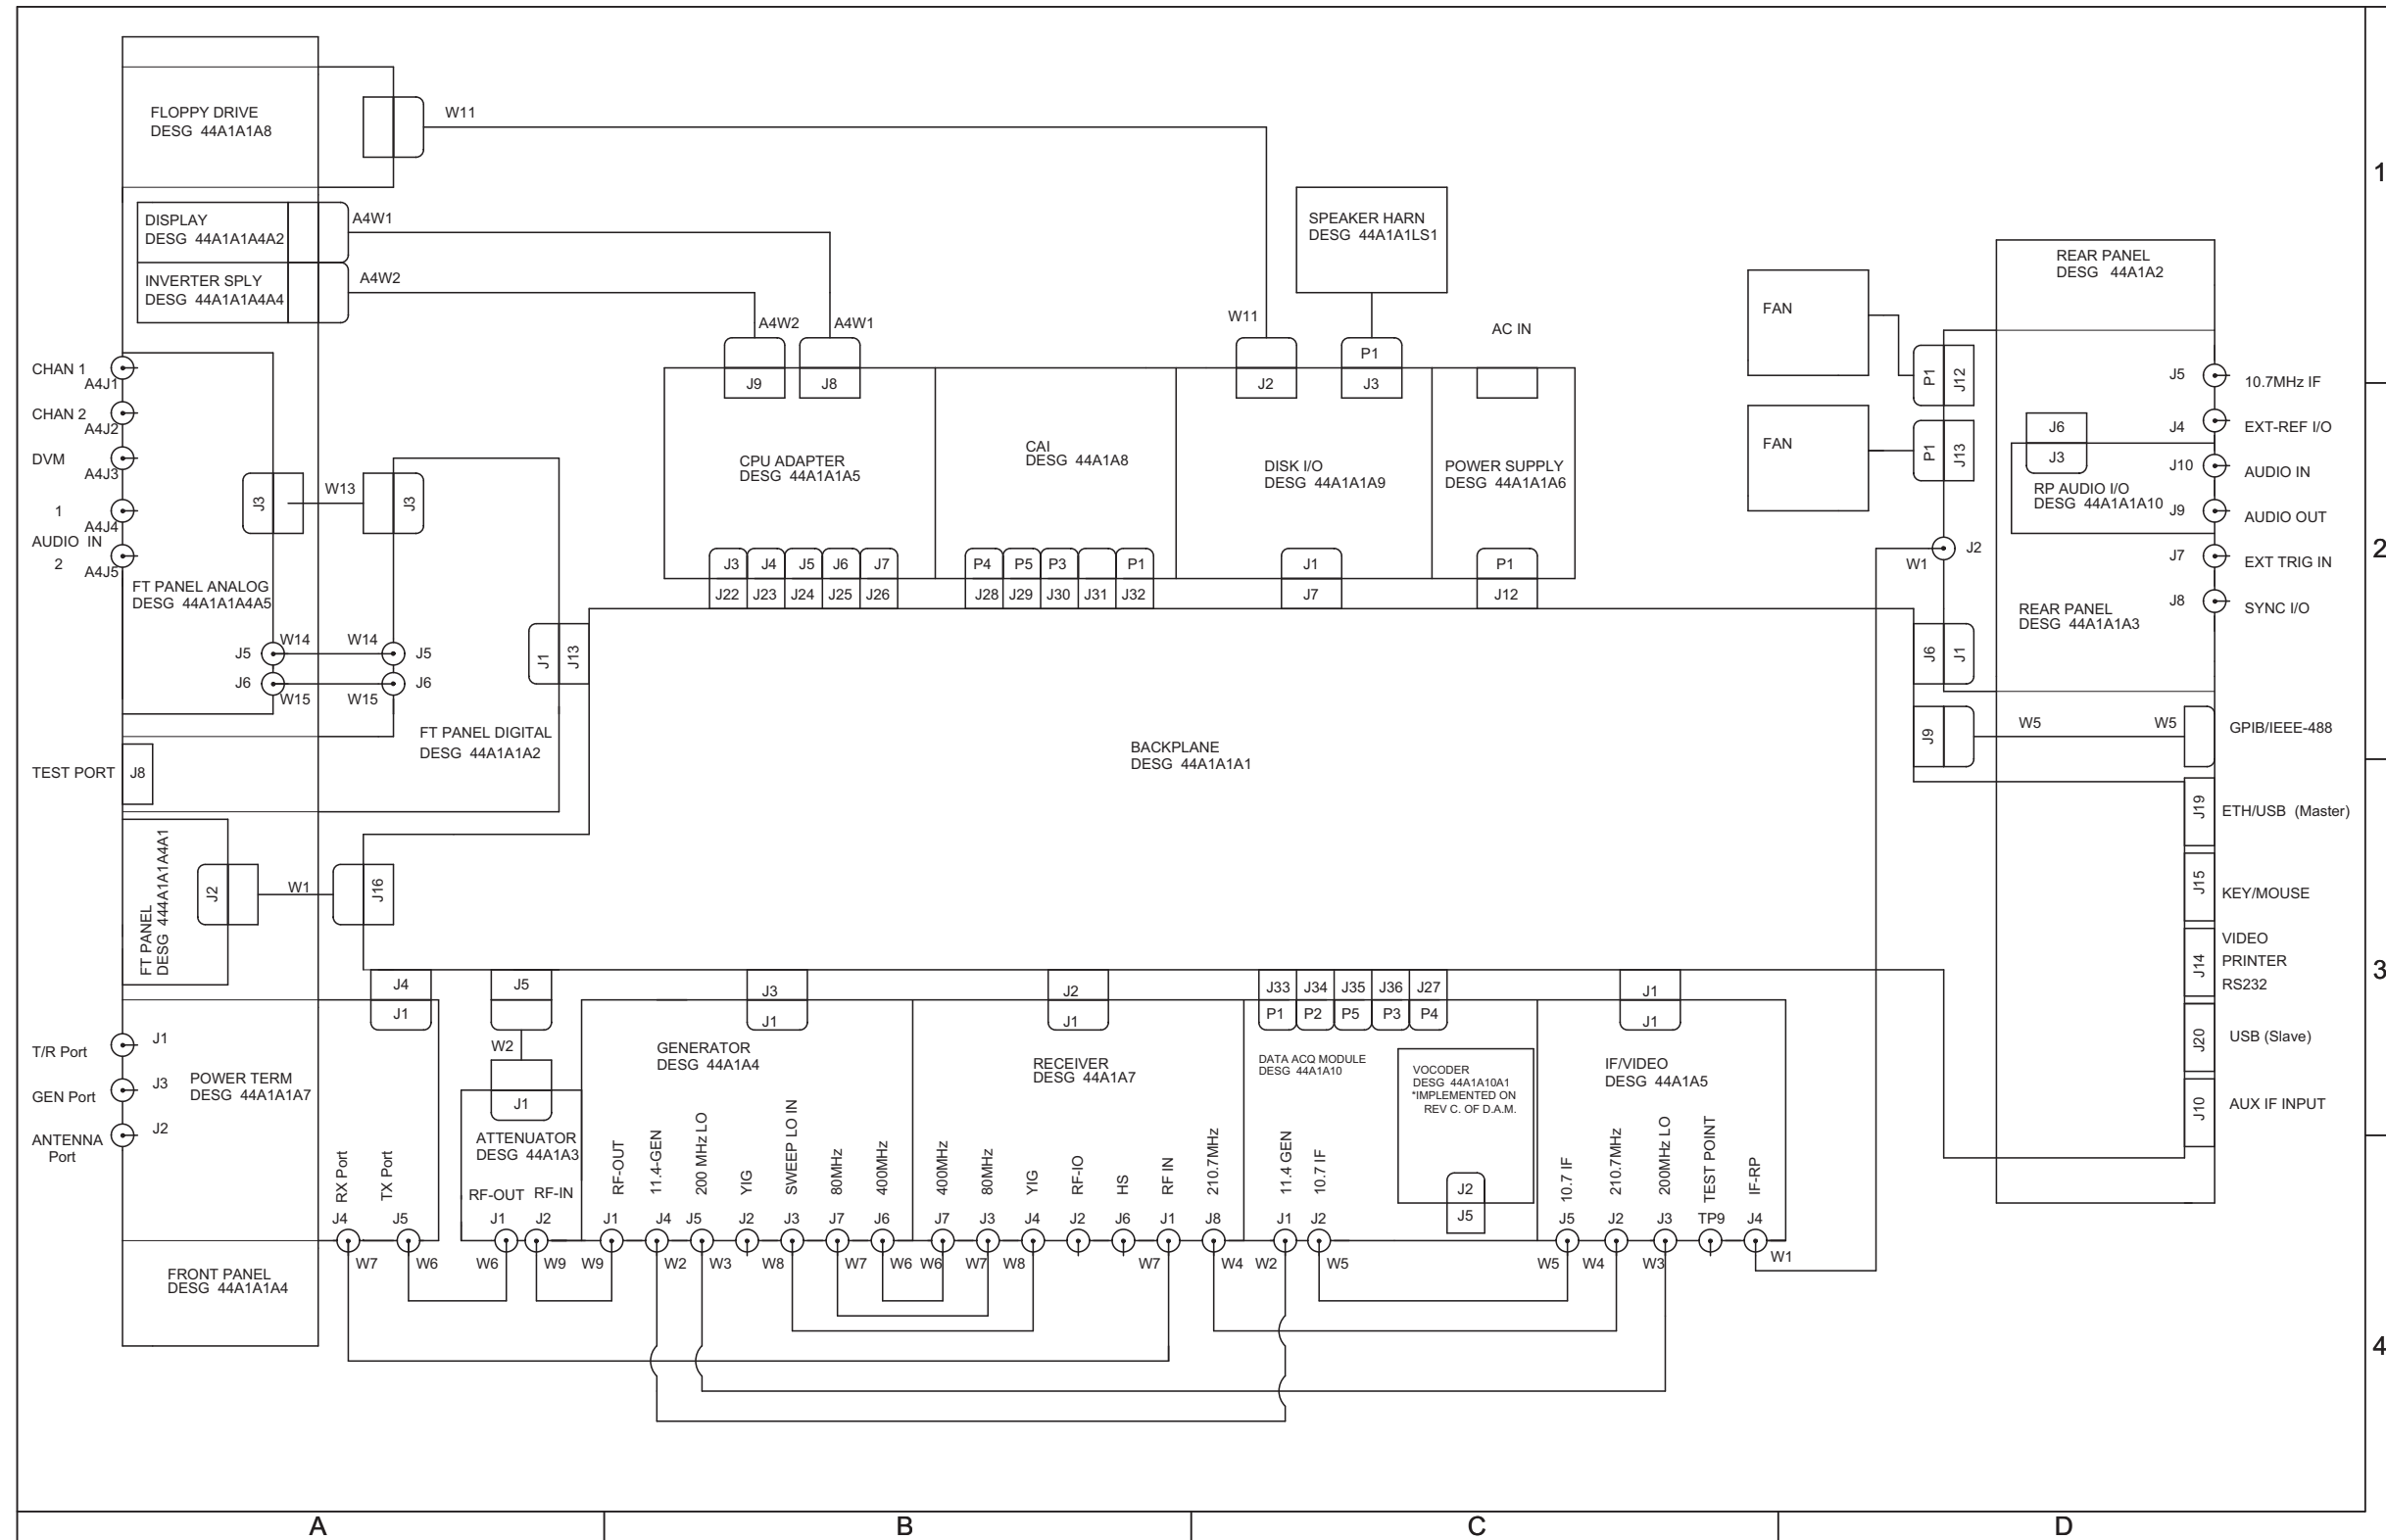 FLOPPY DRIVE
DESG 44A1A1A8
W11
1
DISPLAY
DESG 44A1A1A4A2
A4W1
INVERTER SPLY
DESG 44A1A1A4A4
A4W2
SPEAKER HARN
DESG 44A1A1LS1
REAR PANEL
DESG 44A1A2
FAN
A4W2
A4W1
W11
AC IN
P1
J9
J8
J2
J3
P1
J12
CHAN 1
A4J1
CHAN 2
A4J2
DVM
A4J3
1
A4J4
AUDIO IN
2
A4J5
J3
W13
J3
FT PANEL ANALOG
DESG 44A1A1A4A5
CPU ADAPTER
DESG 44A1A1A5
CAI
DESG 44A1A8
DISK I/O
DESG 44A1A1A9
POWER SUPPLY
DESG 44A1A1A6
FAN
P1
J13
J5
10.7MHz IF
J4
EXT-REF I/O
J6
J3
J10
AUDIO IN
RP AUDIO I/O
DESG 44A1A1A10
J9
AUDIO OUT
J7
EXT TRIG IN
J8
SYNC I/O
2
W1
J2
REAR PANEL
DESG 44A1A1A3
J3
J4
J5
J6
J7
P4
P5
P3
P1
J1
P1
J22
J23
J24
J25
J26
J28
J29
J30
J31
J32
J7
J12
J5
W14
W14
J5
J6
W15
W15
J6
J1
J13
J6
J1
FT PANEL DIGITAL
DESG 44A1A1A2
BACKPLANE
DESG 44A1A1A1
J9
W5
W5
GPIB/IEEE-488
TEST PORT
J8
J19
ETH/USB (Master)
FT PANEL
DESG 444A1A1A4A1
J2
W1
J16
J15
KEY/MOUSE
J14
VIDEO
PRINTER
RS232
3
J20
USB (Slave)
J10
AUX IF INPUT
J4
J1
J5
J3
J1
J2
J1
J33
J34
J35
J36
J27
P1
P2
P5
P3
P4
J1
J1
W2
J1
T/R Port
J1
GEN Port
J3
ANTENNA
Port
J2
POWER TERM
DESG 44A1A1A7
ATTENUATOR
DESG 44A1A3
GENERATOR
DESG 44A1A4
RECEIVER
DESG 44A1A7
DATA ACQ MODULE
DESG 44A1A10
VOCODER
DESG 44A1A10A1
*IMPLEMENTED ON
REV C. OF D.A.M.
IF/VIDEO
DESG 44A1A5
J2
J5
RX Port
TX Port
RF-OUT
RF-IN
RF-OUT
11.4-GEN
200 MHz LO
YIG
SWEEP LO IN
80MHz
400MHz
400MHz
80MHz
YIG
RF-IO
HS
RF IN
210.7MHz
11.4 GEN
10.7 IF
10.7 IF
210.7MHz
200MHz LO
TEST POINT
IF-RP
J4
J5
J1
J2
J1
J4
J5
J2
J3
J7
J6
J7
J3
J4
J2
J6
J1
J8
J1
J2
J5
J2
J3
TP9
J4
W7
W6
W6
W9
W9
W2
W3
W8
W7
W6
W6
W7
W8
W7
W4
W2
W5
W5
W4
W3
W1
FRONT PANEL
DESG 44A1A1A4
4
A
B
C
D